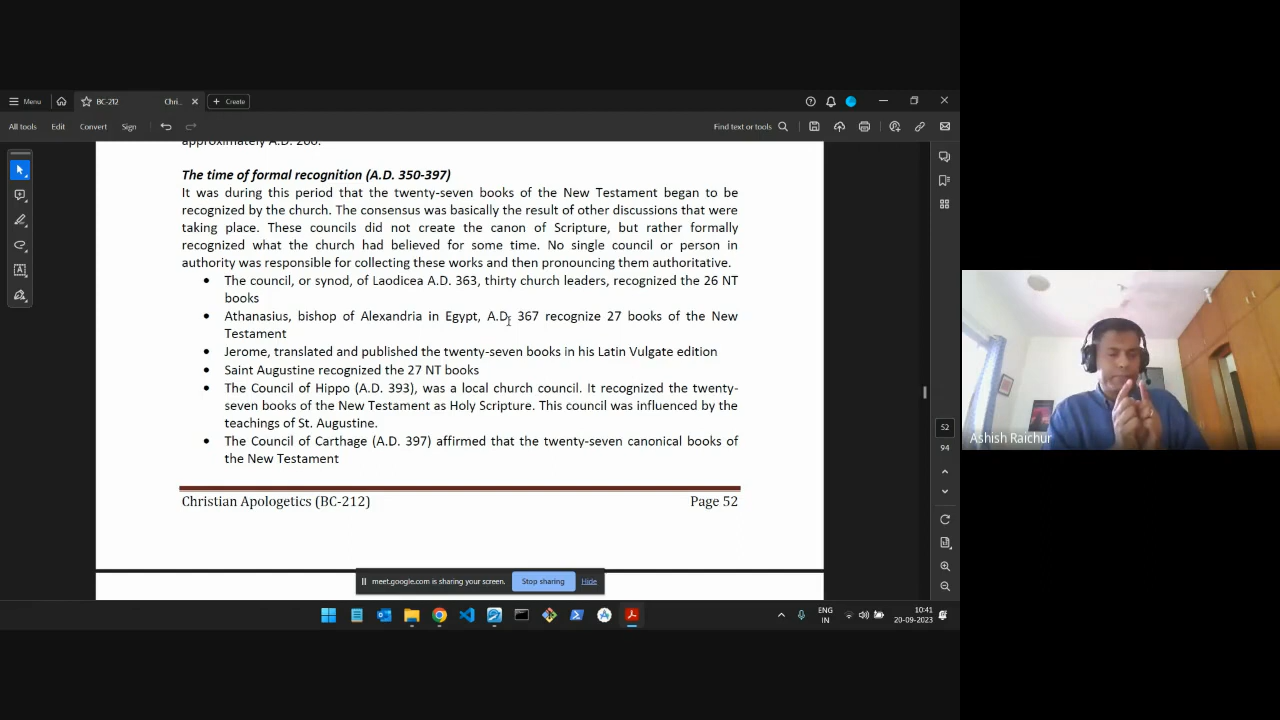 Menu
BC-212
Chri...
Create
All tools
Edit
Convert
Sign
Find text or tools
approximately A.D. 200.
The time of formal recognition (A.D. 350-397)
It was during this period that the twenty-seven books of the New Testament began to be
recognized by the church. The consensus was basically the result of other discussions that were
taking place. These councils did not create the canon of Scripture, but rather formally
recognized what the church had believed for some time. No single council or person in
authority was responsible for collecting these works and then pronouncing them authoritative.
• The council, or synod, of Laodicea A.D. 363, thirty church leaders, recognized the 26 NT
books
• Athanasius, bishop of Alexandria in Egypt, A.D. 367 recognize 27 books of the New
Testament
• Jerome, translated and published the twenty-seven books in his Latin Vulgate edition
• Saint Augustine recognized the 27 NT books
• The Council of Hippo (A.D. 393), was a local church council. It recognized the twenty-
seven books of the New Testament as Holy Scripture. This council was influenced by the
teachings of St. Augustine.
• The Council of Carthage (A.D. 397) affirmed that the twenty-seven canonical books of
the New Testament
Christian Apologetics (BC-212)
Page 52
52
94
meet.google.com is sharing your screen.
Stop sharing
Hide
ENG
IN
10:41
20-09-2023
Ashish Raichur